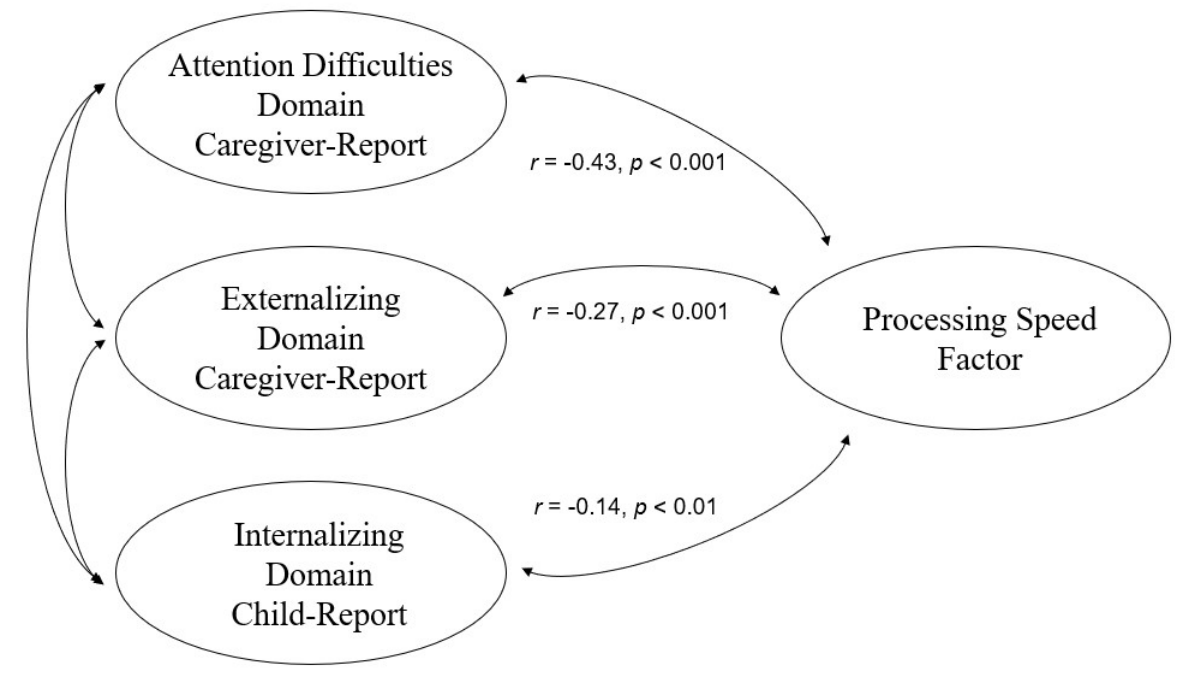 Attention Difficulties
Domain
Caregiver-Report
r = -0.43, p < 0.001
Externalizing
Domain
Caregiver-Report
r = -0.27, p < 0.001
Processing Speed
Factor
Internalizing
Domain
Child-Report
r = -0.14, p < 0.01